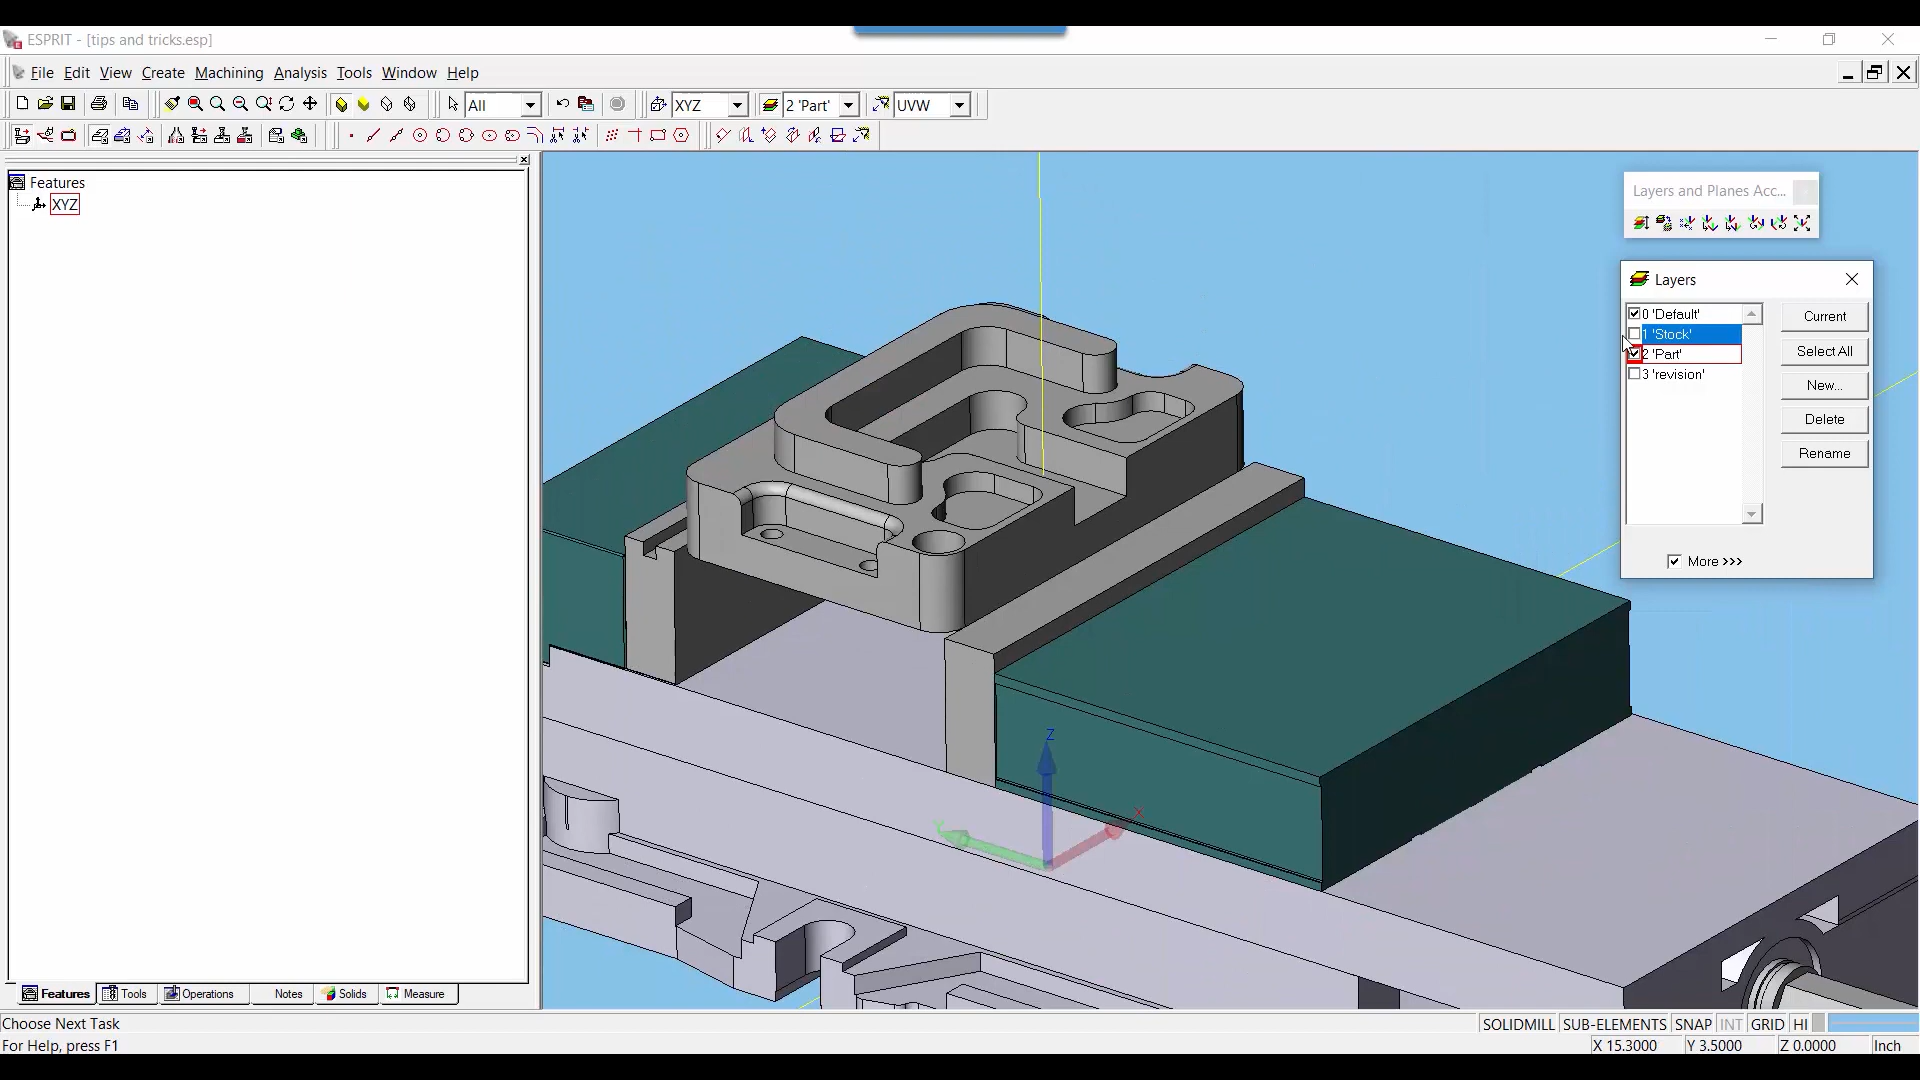 ESPRIT - [tips and tricks.esp]
File Edit View Create Machining Analysis Tools Window Help
All XYZ 2 'Part' UVW
Features
XYZ
Layers and Planes Acc...
Layers
0 'Default'
1 'Stock'
2 'Part'
3 'revision'
Current
Select All
New...
Delete
Rename
More >>>
Z
X
Y
Features Tools Operations Notes Solids Measure
Choose Next Task
SOLIDMILL SUB-ELEMENTS SNAP INT GRID HI
For Help, press F1
X 15.3000 Y 3.5000 Z 0.0000 Inch